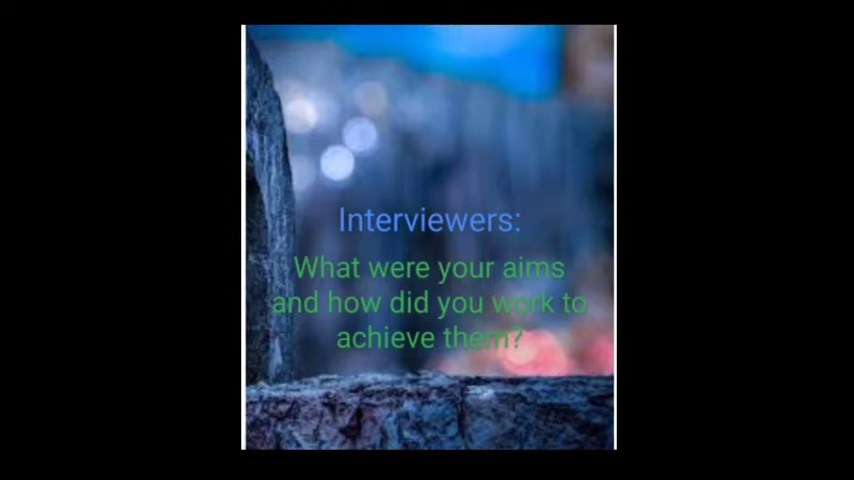 Interviewers:
What were your aims
and how did you work to
achieve them?